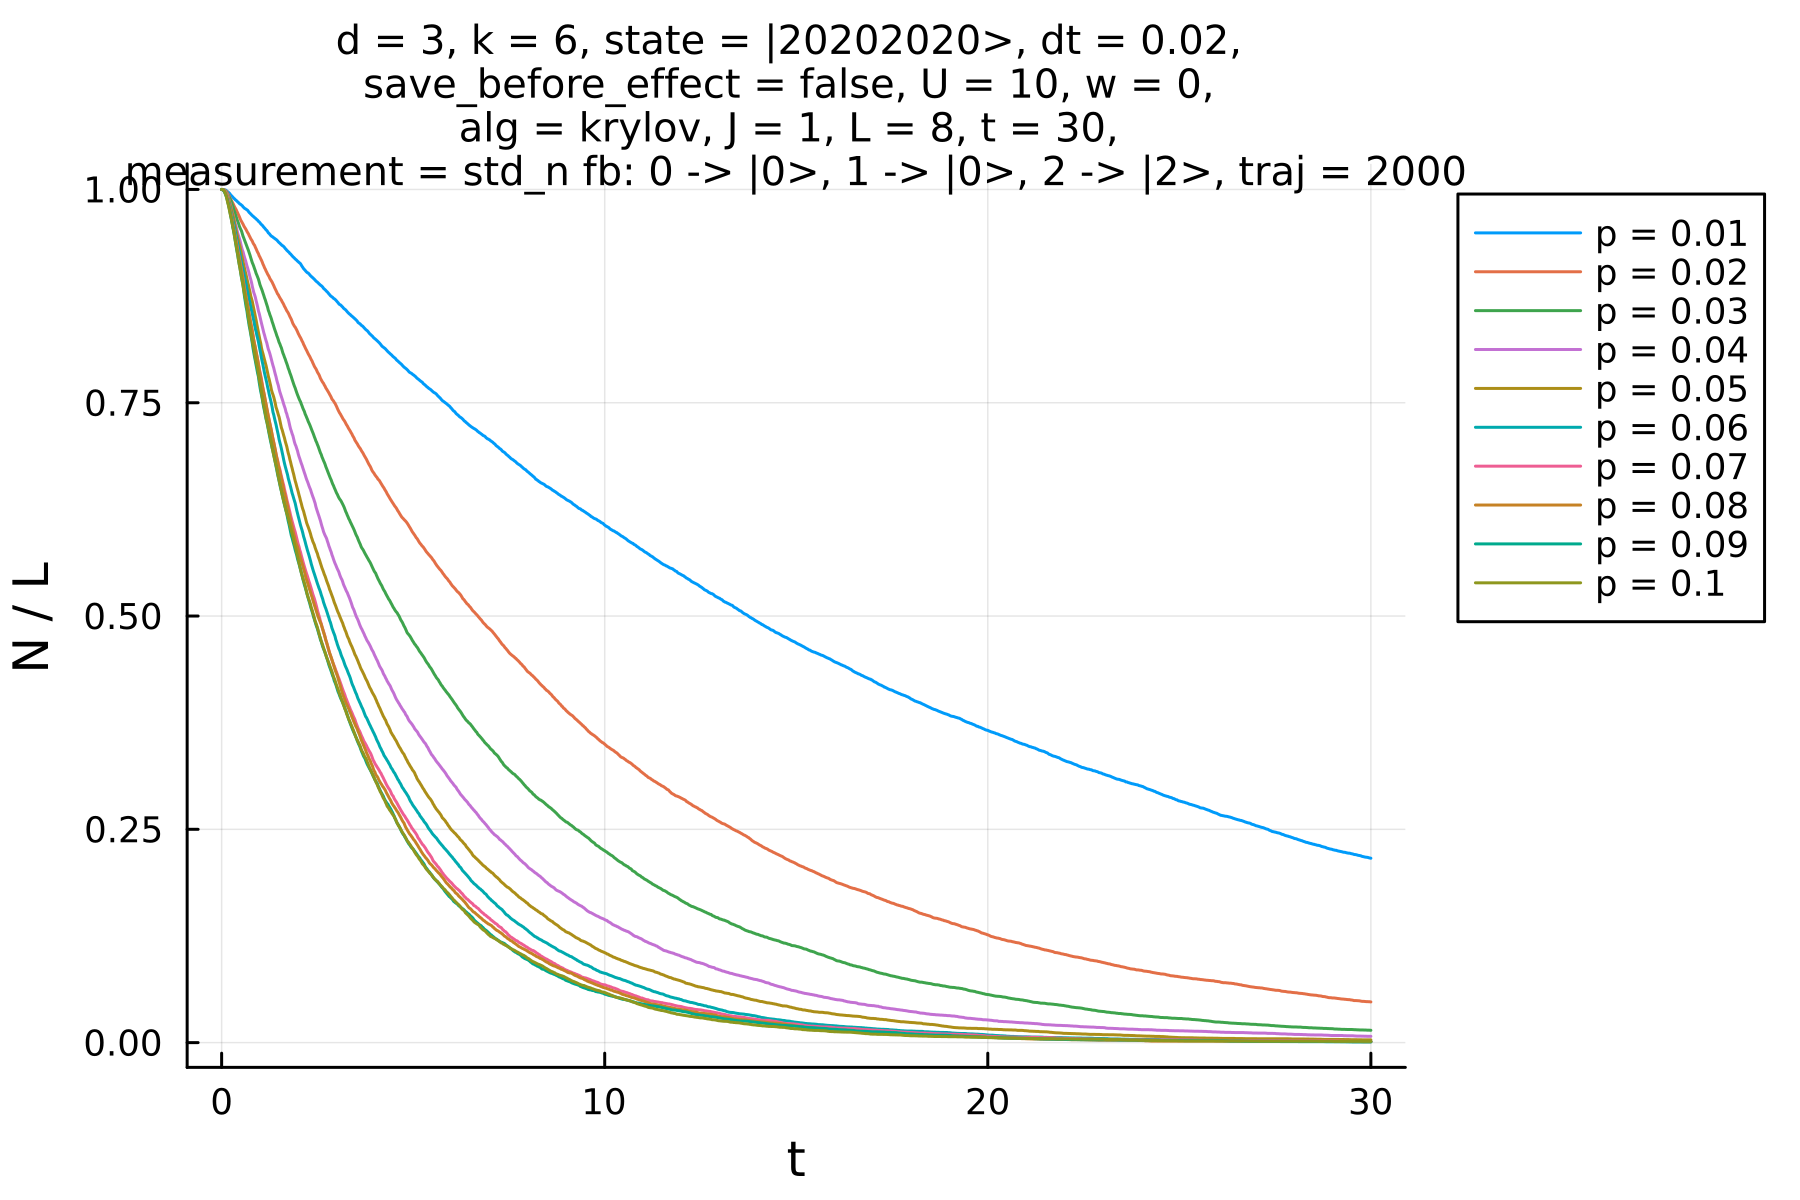 d = 3, k = 6, state = |20202020>, dt = 0.02,
save_before_effect = false, U = 10, w = 0,
alg = krylov, J = 1, L = 8, t = 30,
measurement = std_n fb: 0 -> |0>, 1 -> |0>, 2 -> |2>, traj = 2000
1.00
0.75
0.50
0.25
0.00
N / L
0
10
20
30
t
p = 0.01
p = 0.02
p = 0.03
p = 0.04
p = 0.05
p = 0.06
p = 0.07
p = 0.08
p = 0.09
p = 0.1